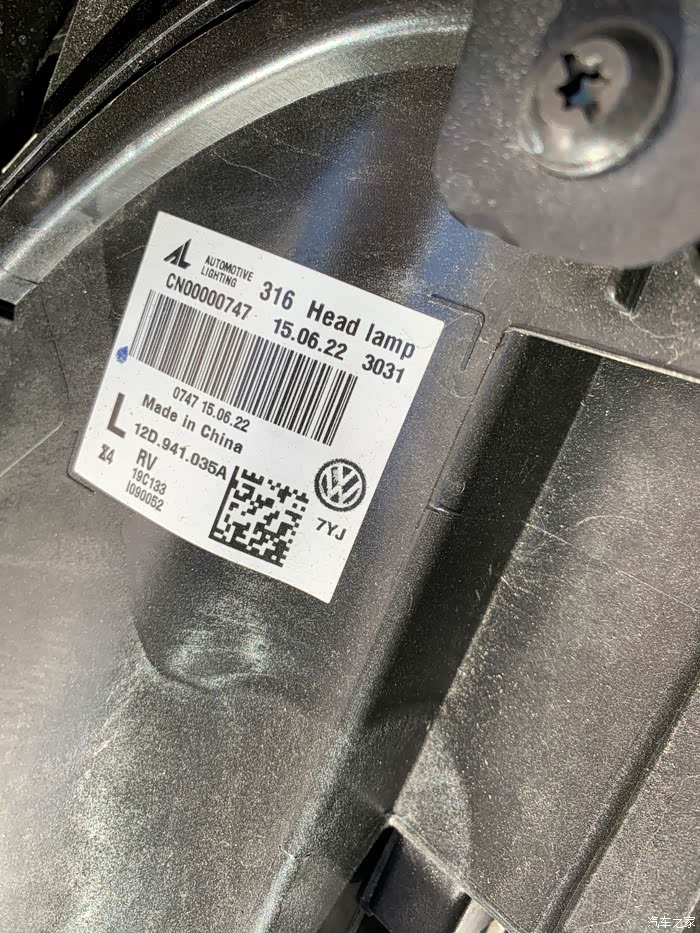 AL AUTOMOTIVE
LIGHTING
316 Head lamp
CN00000747 15.06.22 3031
0747 15.06.22
Made in China
L 12D.941.035A
RV
19C133
I090052
7YJ
汽车之家